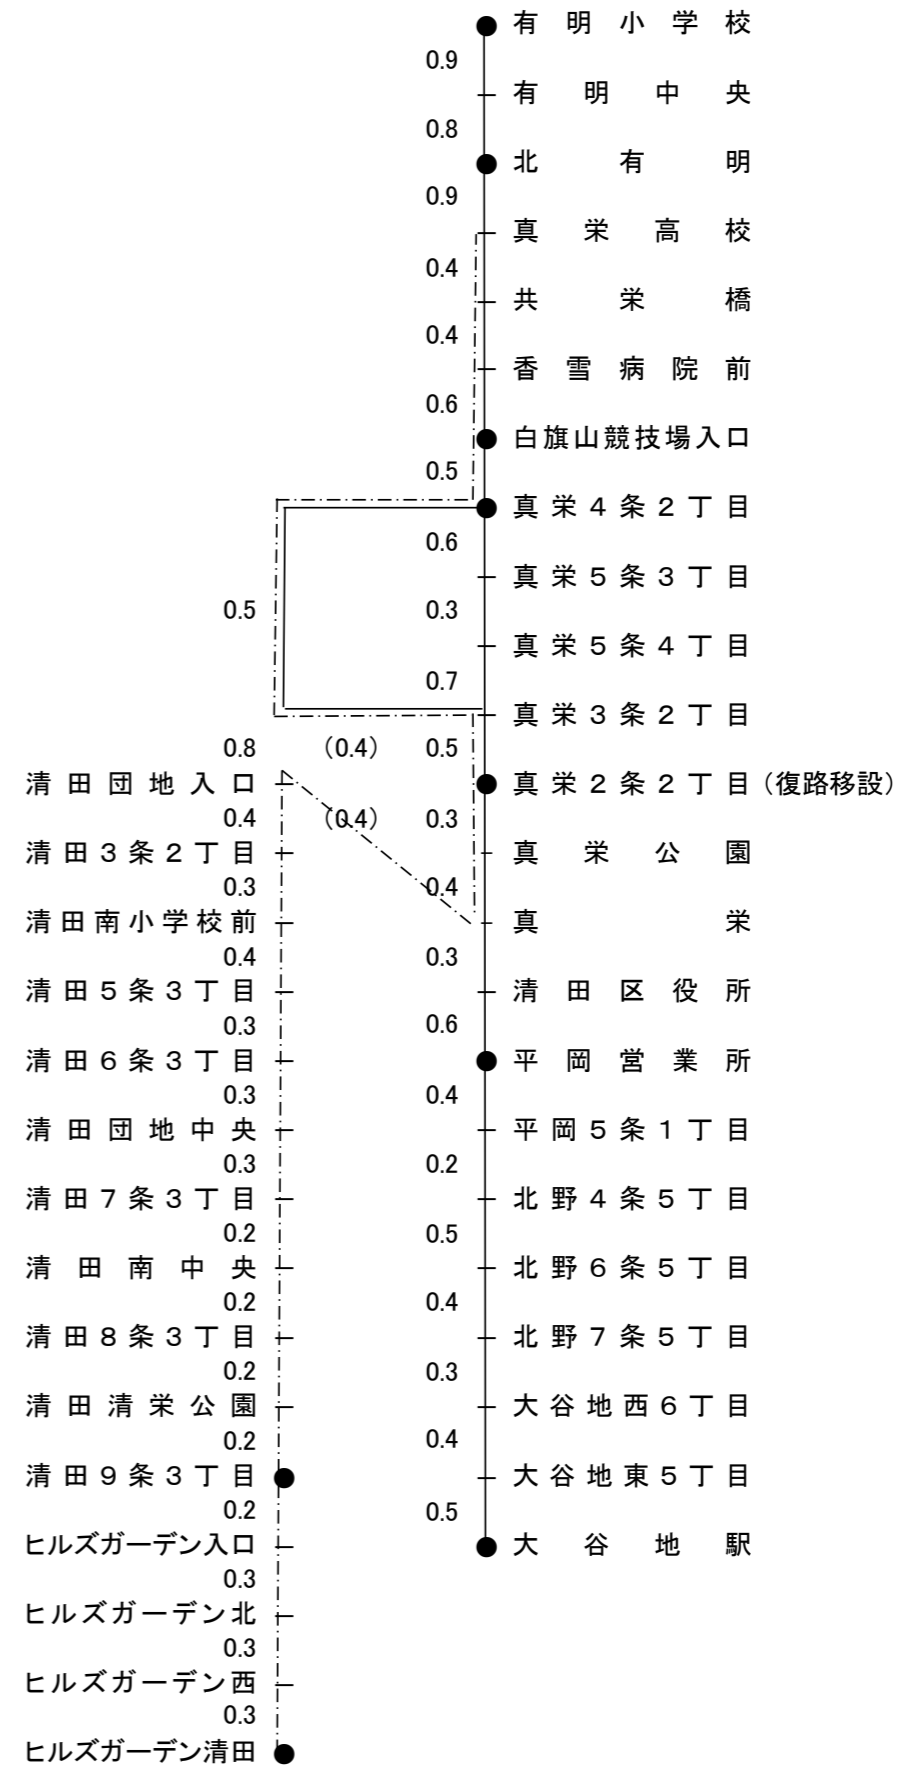 有明小学校
0.9
有明中央
0.8
北有明
0.9
真栄高校
0.4
共栄橋
0.4
香雪病院前
0.6
白旗山競技場入口
0.5
真栄4条2丁目
0.6
真栄5条3丁目
0.5 0.3
真栄5条4丁目
0.7
真栄3条2丁目
0.8 (0.4) 0.5
清田団地入口 真栄2条2丁目(復路移設)
0.4 (0.4) 0.3
清田3条2丁目 真栄公園
0.3 0.4
清田南小学校前 真栄
0.4 0.3
清田5条3丁目 清田区役所
0.3 0.6
清田6条3丁目 平岡営業所
0.3 0.4
清田団地中央 平岡5条1丁目
0.3 0.2
清田7条3丁目 北野4条5丁目
0.2 0.5
清田南中央 北野6条5丁目
0.2 0.4
清田8条3丁目 北野7条5丁目
0.2 0.3
清田清栄公園 大谷地西6丁目
0.2 0.4
清田9条3丁目 大谷地東5丁目
0.2 0.5
ヒルズガーデン入口 大谷地駅
0.3
ヒルズガーデン北
0.3
ヒルズガーデン西
0.3
ヒルズガーデン清田